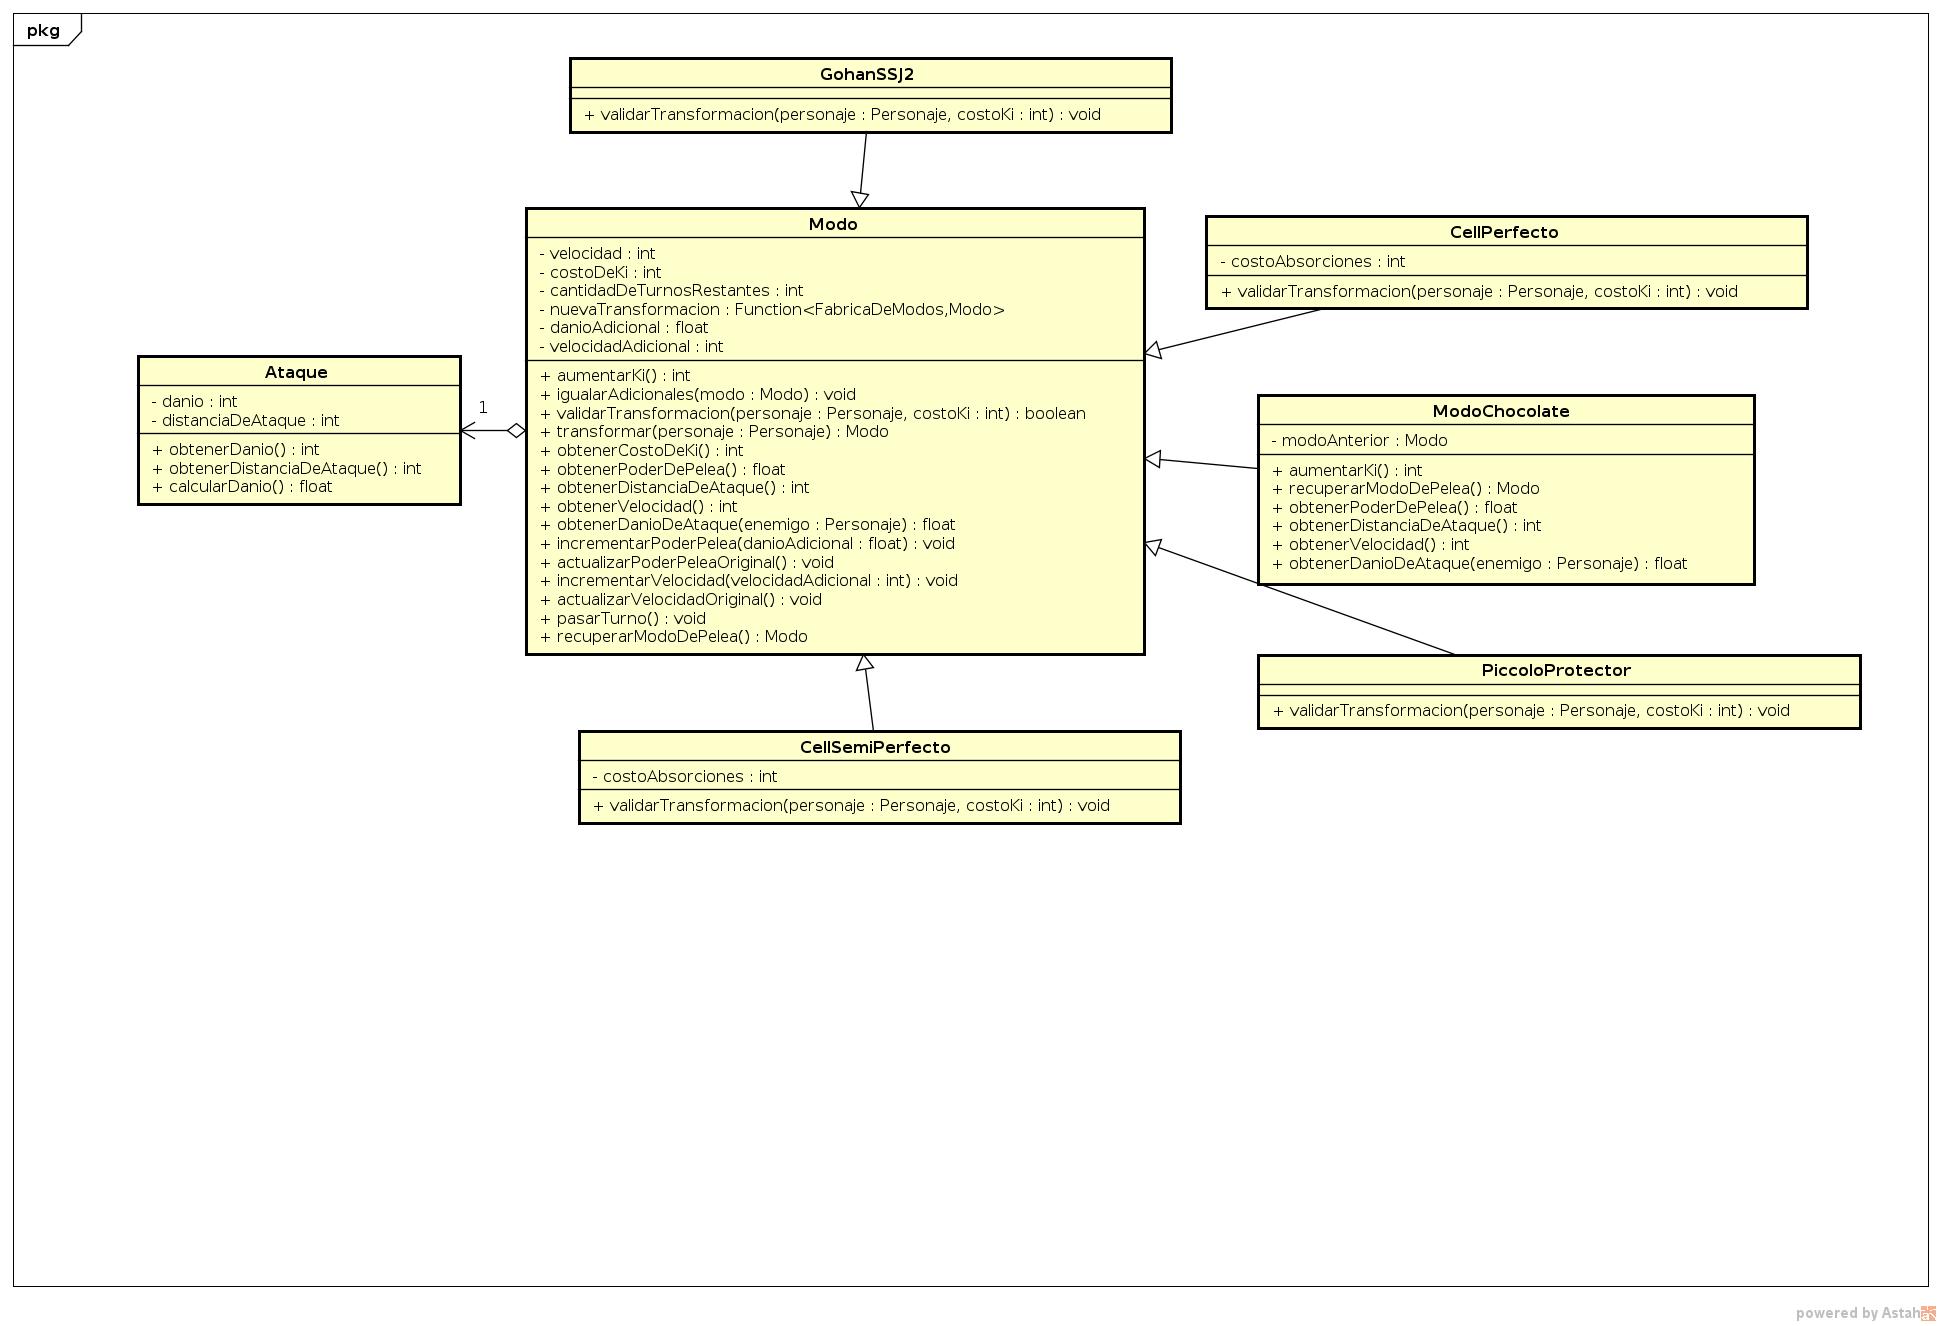 pkg
GohanSSJ2
+ validarTransformacion(personaje : Personaje, costoKi : int) : void
Modo
- velocidad : int
- costoDeKi : int
- cantidadDeTurnosRestantes : int
- nuevaTransformacion : Function<FabricaDeModos,Modo>
- danioAdicional : float
- velocidadAdicional : int
+ aumentarKi() : int
+ igualarAdicionales(modo : Modo) : void
+ validarTransformacion(personaje : Personaje, costoKi : int) : boolean
+ transformar(personaje : Personaje) : Modo
+ obtenerCostoDeKi() : int
+ obtenerPoderDePelea() : float
+ obtenerDistanciaDeAtaque() : int
+ obtenerVelocidad() : int
+ obtenerDanioDeAtaque(enemigo : Personaje) : float
+ incrementarPoderPelea(danioAdicional : float) : void
+ actualizarPoderPeleaOriginal() : void
+ incrementarVelocidad(velocidadAdicional : int) : void
+ actualizarVelocidadOriginal() : void
+ pasarTurno() : void
+ recuperarModoDePelea() : Modo
CellPerfecto
- costoAbsorciones : int
+ validarTransformacion(personaje : Personaje, costoKi : int) : void
Ataque
- danio : int
- distanciaDeAtaque : int
+ obtenerDanio() : int
+ obtenerDistanciaDeAtaque() : int
+ calcularDanio() : float
1
ModoChocolate
- modoAnterior : Modo
+ aumentarKi() : int
+ recuperarModoDePelea() : Modo
+ obtenerPoderDePelea() : float
+ obtenerDistanciaDeAtaque() : int
+ obtenerVelocidad() : int
+ obtenerDanioDeAtaque(enemigo : Personaje) : float
PiccoloProtector
+ validarTransformacion(personaje : Personaje, costoKi : int) : void
CellSemiPerfecto
- costoAbsorciones : int
+ validarTransformacion(personaje : Personaje, costoKi : int) : void
powered by Astah